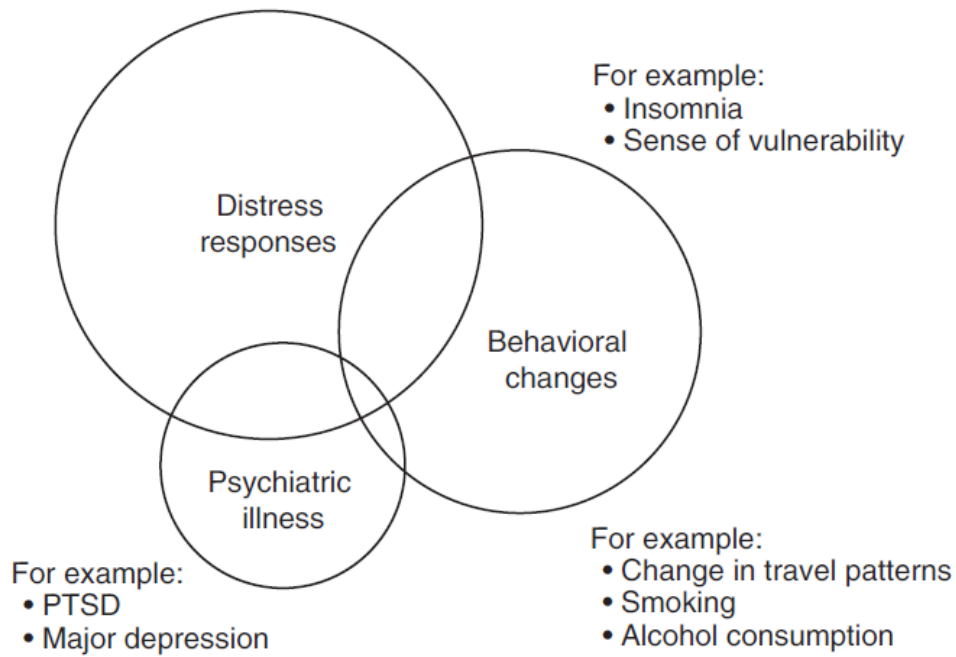 For example:
• Insomnia
• Sense of vulnerability
Distress
responses
Behavioral
changes
Psychiatric
illness
For example:
• Change in travel patterns
• Smoking
• Alcohol consumption
For example:
• PTSD
• Major depression